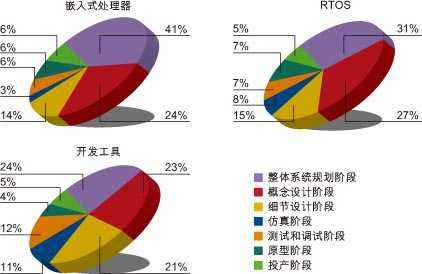 嵌入式处理器
6%
6%
6%
3%
14%
41%
24%
RTOS
5%
7%
7%
8%
15%
31%
27%
开发工具
24%
5%
4%
12%
11%
23%
21%
整体系统规划阶段
概念设计阶段
细节设计阶段
仿真阶段
测试和调试阶段
原型阶段
投产阶段